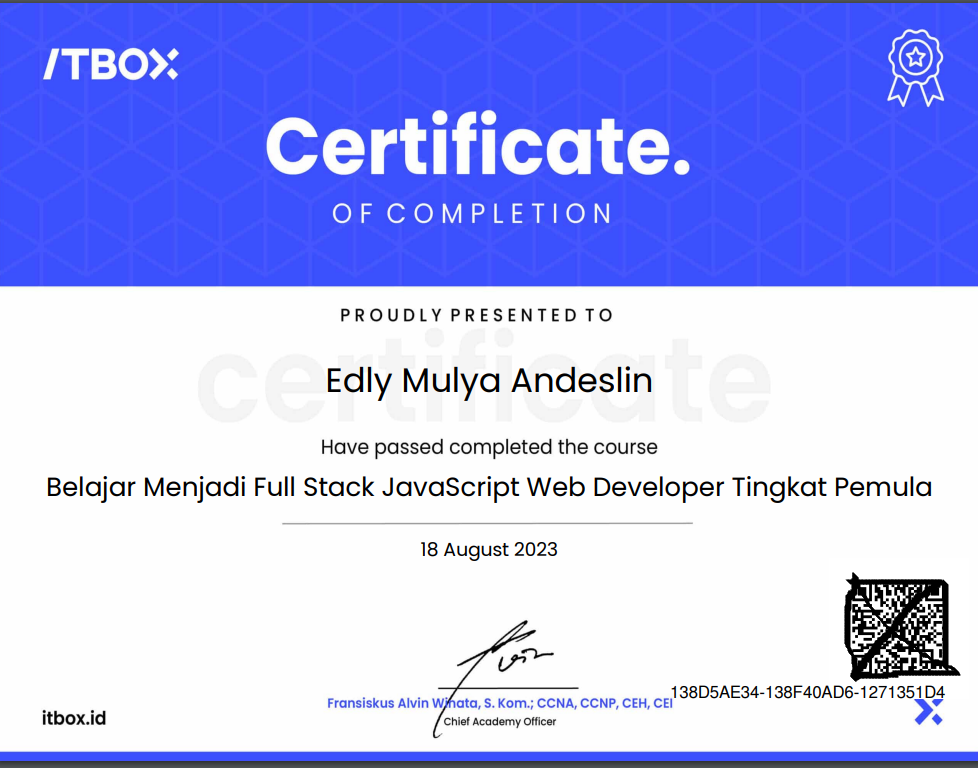 ITBOX
Certificate.
OF COMPLETION
PROUDLY PRESENTED TO
certificate
Edly Mulya Andeslin
Have passed completed the course
Belajar Menjadi Full Stack JavaScript Web Developer Tingkat Pemula
18 August 2023
138D5AE34-138F40AD6-1271351D4
Fransiskus Alvin Winata, S. Kom.; CCNA, CCNP, CEH, CEI
Chief Academy Officer
itbox.id